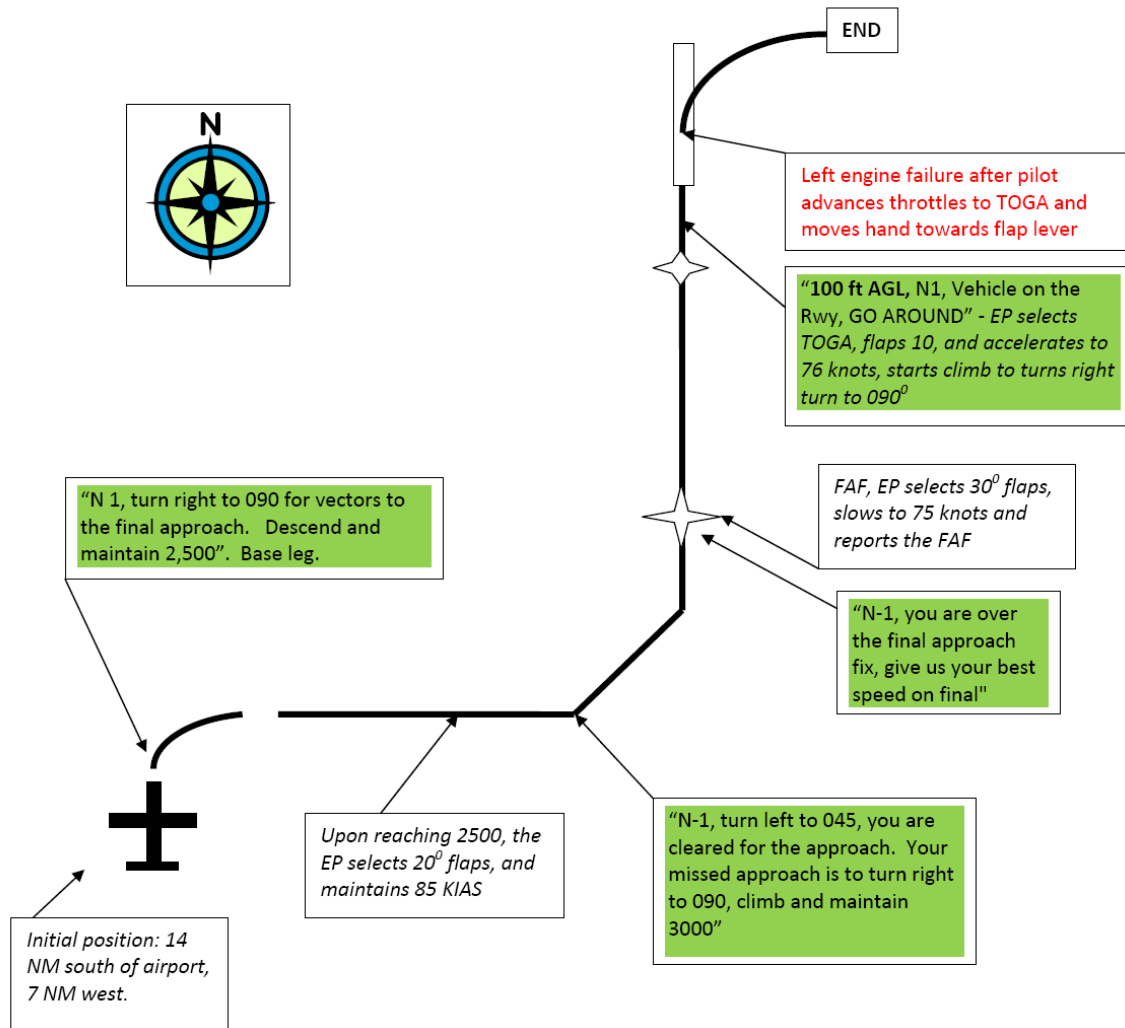 END
N
Left engine failure after pilot
advances throttles to TOGA and
moves hand towards flap lever
“100 ft AGL, N1, Vehicle on the
Rwy, GO AROUND” - EP selects
TOGA, flaps 10, and accelerates to
76 knots, starts climb to turns right
turn to 090⁰
FAF, EP selects 30⁰ flaps,
slows to 75 knots and
reports the FAF
“N 1, turn right to 090 for vectors to
the final approach. Descend and
maintain 2,500”. Base leg.
“N-1, you are over
the final approach
fix, give us your best
speed on final"
Upon reaching 2500, the
EP selects 20⁰ flaps, and
maintains 85 KIAS
“N-1, turn left to 045, you are
cleared for the approach. Your
missed approach is to turn right
to 090, climb and maintain
3000”
Initial position: 14
NM south of airport,
7 NM west.